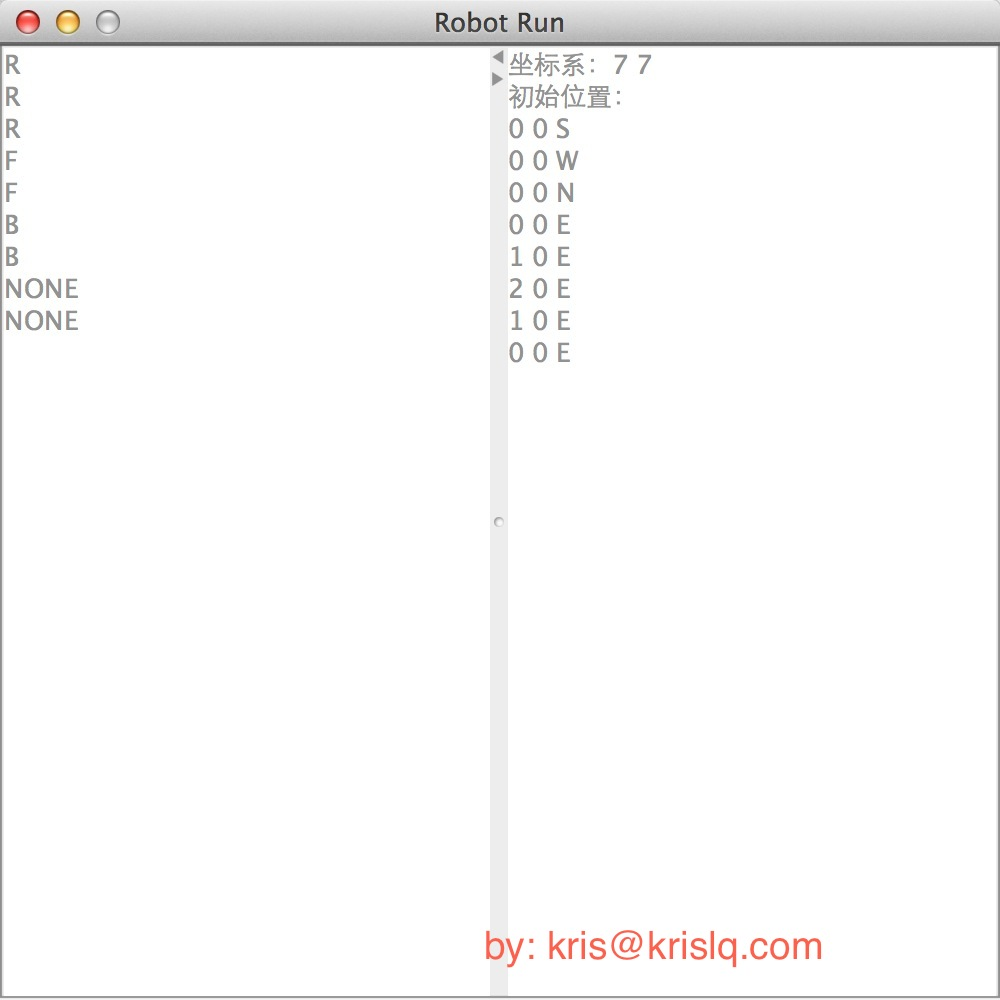 Robot Run
R
R
R
F
F
B
B
NONE
NONE
坐标系：7 7
初始位置：
0 0 S
0 0 W
0 0 N
0 0 E
1 0 E
2 0 E
1 0 E
0 0 E
by: kris@krislq.com